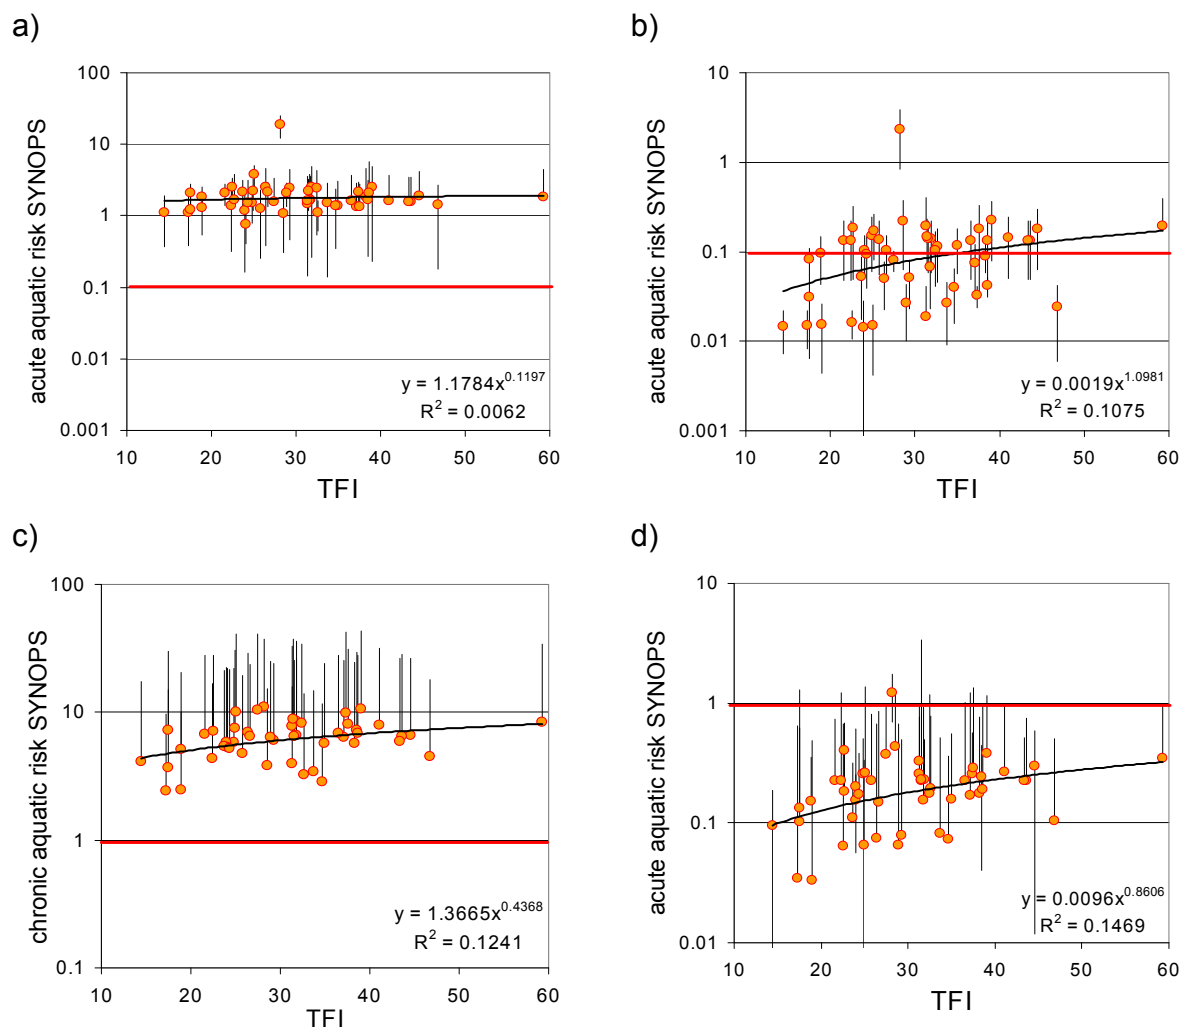 a)
acute aquatic risk SYNOPS
100
10
1
0.1
0.01
0.001
y = 1.1784x^0.1197
R^2 = 0.0062
10 20 30 40 50 60
TFI
b)
acute aquatic risk SYNOPS
10
1
0.1
0.01
0.001
y = 0.0019x^1.0981
R^2 = 0.1075
10 20 30 40 50 60
TFI
c)
chronic aquatic risk SYNOPS
100
10
1
0.1
y = 1.3665x^0.4368
R^2 = 0.1241
10 20 30 40 50 60
TFI
d)
acute aquatic risk SYNOPS
10
1
0.1
0.01
y = 0.0096x^0.8606
R^2 = 0.1469
10 20 30 40 50 60
TFI